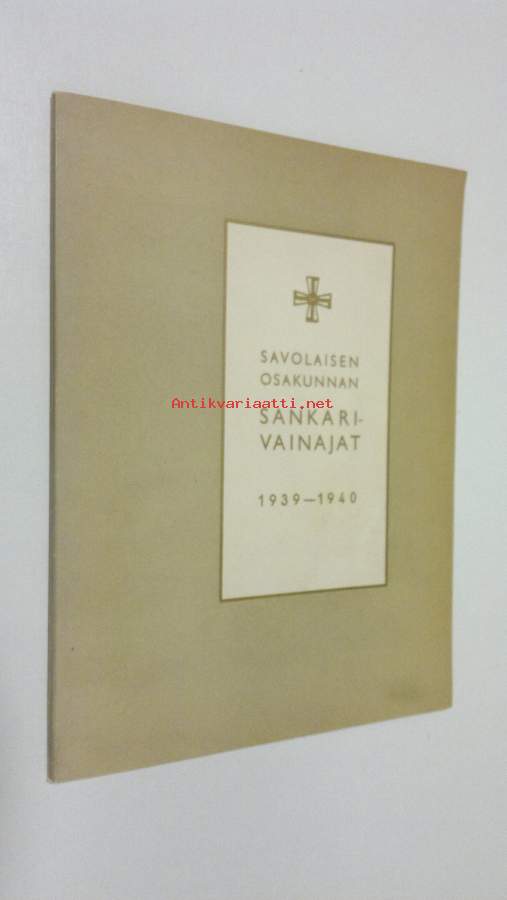 SAVOLAISEN
OSAKUNNAN
Antikvariaatti.net
SANKARI-
VAINAJAT
1939—1940